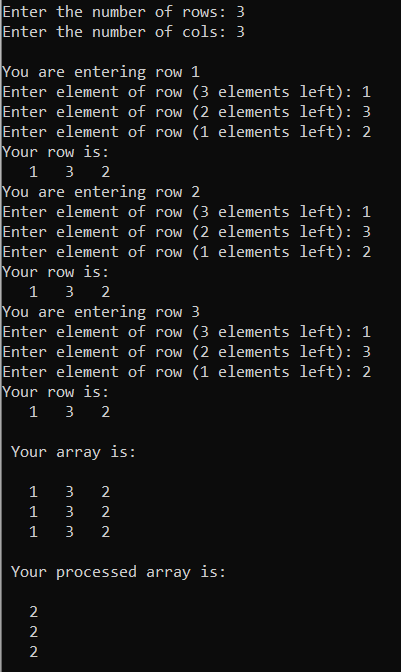 Enter the number of rows: 3
Enter the number of cols: 3
You are entering row 1
Enter element of row (3 elements left): 1
Enter element of row (2 elements left): 3
Enter element of row (1 elements left): 2
Your row is:
1 3 2
You are entering row 2
Enter element of row (3 elements left): 1
Enter element of row (2 elements left): 3
Enter element of row (1 elements left): 2
Your row is:
1 3 2
You are entering row 3
Enter element of row (3 elements left): 1
Enter element of row (2 elements left): 3
Enter element of row (1 elements left): 2
Your row is:
1 3 2
Your array is:
1 3 2
1 3 2
1 3 2
Your processed array is:
2
2
2